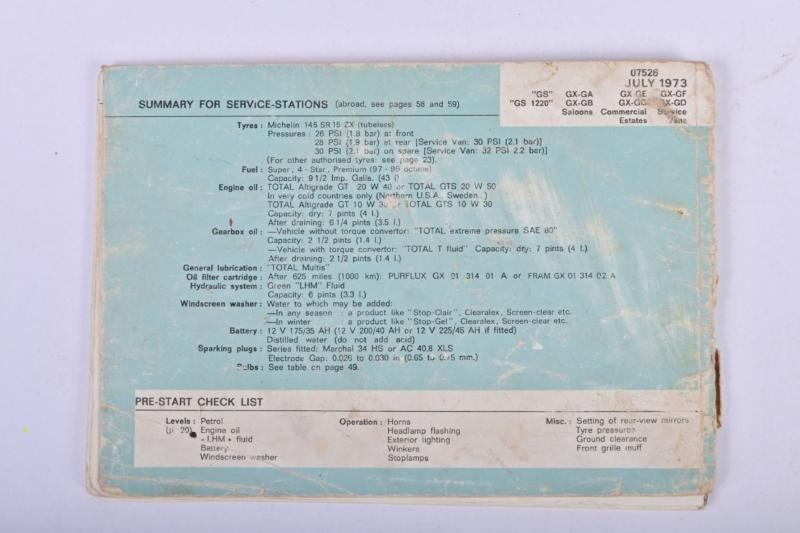 07526
JULY 1973
"GS" GX-GA GX-GE GX-GF
"GS 1220" GX-GB GX-GC GX-GD
Saloons Commercial Service
Estates Vans
SUMMARY FOR SERVICE-STATIONS (abroad, see pages 58 and 59)
Tyres : Michelin 145 SR 15 ZX (tubeless)
Pressures : 26 PSI (1.8 bar) at front
28 PSI (1.9 bar) at rear [Service Van: 30 PSI (2.1 bar)]
30 PSI (2.1 bar) on spare [Service Van: 32 PSI 2.2 bar)]
(For other authorised tyres: see page 23).
Fuel : Super, 4 - Star, Premium (97 - 99 octane)
Capacity: 9 1/2 Imp. Galls. (43 l)
Engine oil : TOTAL Altigrade GT 20 W 40 or TOTAL GTS 20 W 50
In very cold countries only (Northern U.S.A., Sweden...)
TOTAL Altigrade GT 10 W 30 or TOTAL GTS 10 W 30
Capacity: dry: 7 pints (4 l.)
After draining: 6 1/4 pints (3.5 l.)
Gearbox oil : —Vehicle without torque convertor: "TOTAL extreme pressure SAE 80"
Capacity: 2 1/2 pints (1.4 l.)
—Vehicle with torque convertor: "TOTAL T fluid" Capacity: dry: 7 pints (4 l.)
After draining: 2 1/2 pints (1.4 l.)
General lubrication : "TOTAL Multis"
Oil filter cartridge : After 625 miles (1000 km): PURFLUX GX 01 314 01 A or FRAM GX 01 314 02 A
Hydraulic system : Green "LHM" Fluid
Capacity: 6 pints (3.3 l.)
Windscreen washer : Water to which may be added:
—In any season : a product like "Stop-Clair", Clearalex, Screen-clear etc.
—In winter : a product like "Stop-Gel", Clearalex, Screen-clear etc.
Battery : 12 V 175/35 AH (12 V 200/40 AH or 12 V 225/45 AH if fitted)
Distilled water (do not add acid)
Sparking plugs : Series fitted: Marchal 34 HS or AC 40.8 XLS
Electrode Gap: 0.026 to 0.030 in (0.65 to 0.75 mm.)
Bulbs : See table on page 49.
PRE-START CHECK LIST
Levels : Petrol
(p. 20) Engine oil
« LHM » fluid
Battery
Windscreen washer
Operation : Horns
Headlamp flashing
Exterior lighting
Winkers
Stoplamps
Misc. : Setting of rear-view mirrors
Tyre pressures
Ground clearance
Front grille muff